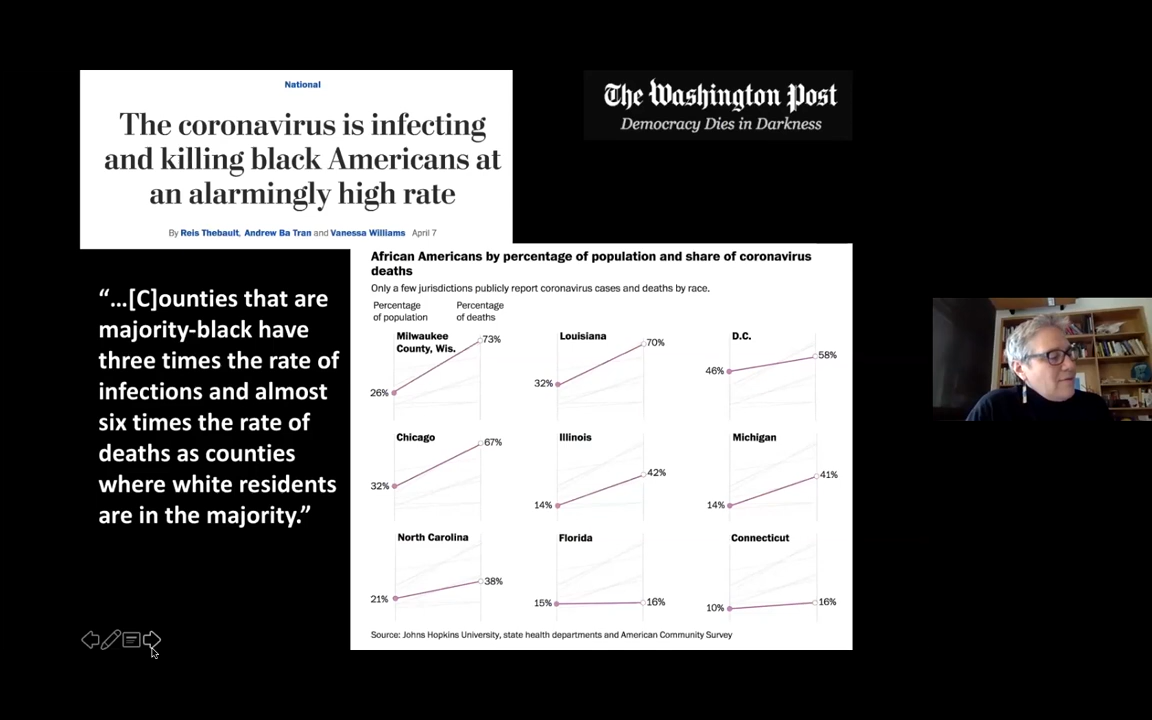 National
The coronavirus is infecting
and killing black Americans at
an alarmingly high rate
By Reis Thebault, Andrew Ba Tran and Vanessa Williams April 7
The Washington Post
Democracy Dies in Darkness
“...[C]ounties that are
majority-black have
three times the rate of
infections and almost
six times the rate of
deaths as counties
where white residents
are in the majority.”
African Americans by percentage of population and share of coronavirus
deaths
Only a few jurisdictions publicly report coronavirus cases and deaths by race.
Percentage
of population
Percentage
of deaths
Milwaukee
County, Wis.
26%
73%
Louisiana
32%
70%
D.C.
46%
58%
Chicago
32%
67%
Illinois
14%
42%
Michigan
14%
41%
North Carolina
21%
38%
Florida
15%
16%
Connecticut
10%
16%
Source: Johns Hopkins University, state health departments and American Community Survey